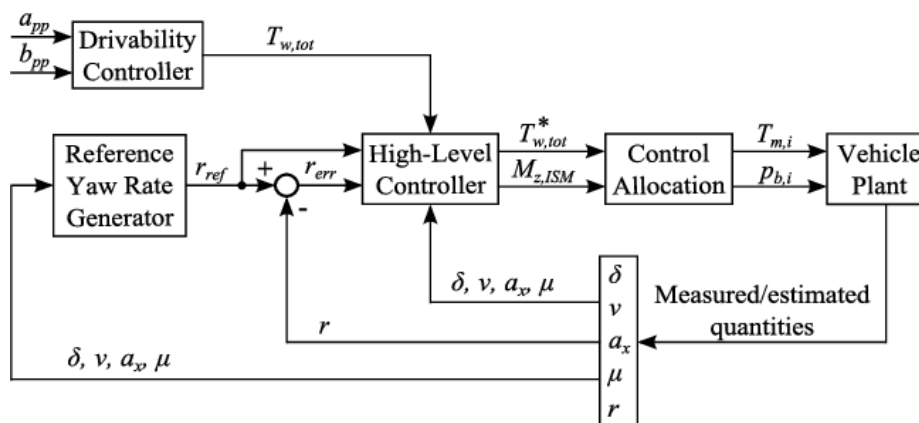 a_pp
b_pp
Drivability
Controller
T_w,tot
Reference
Yaw Rate
Generator
r_ref
+
-
r_err
High-Level
Controller
T*_w,tot
M_z,ISM
Control
Allocation
T_m,i
p_b,i
Vehicle
Plant
δ, v, a_x, μ
r
δ, v, a_x, μ
δ
v
a_x
μ
r
Measured/estimated
quantities